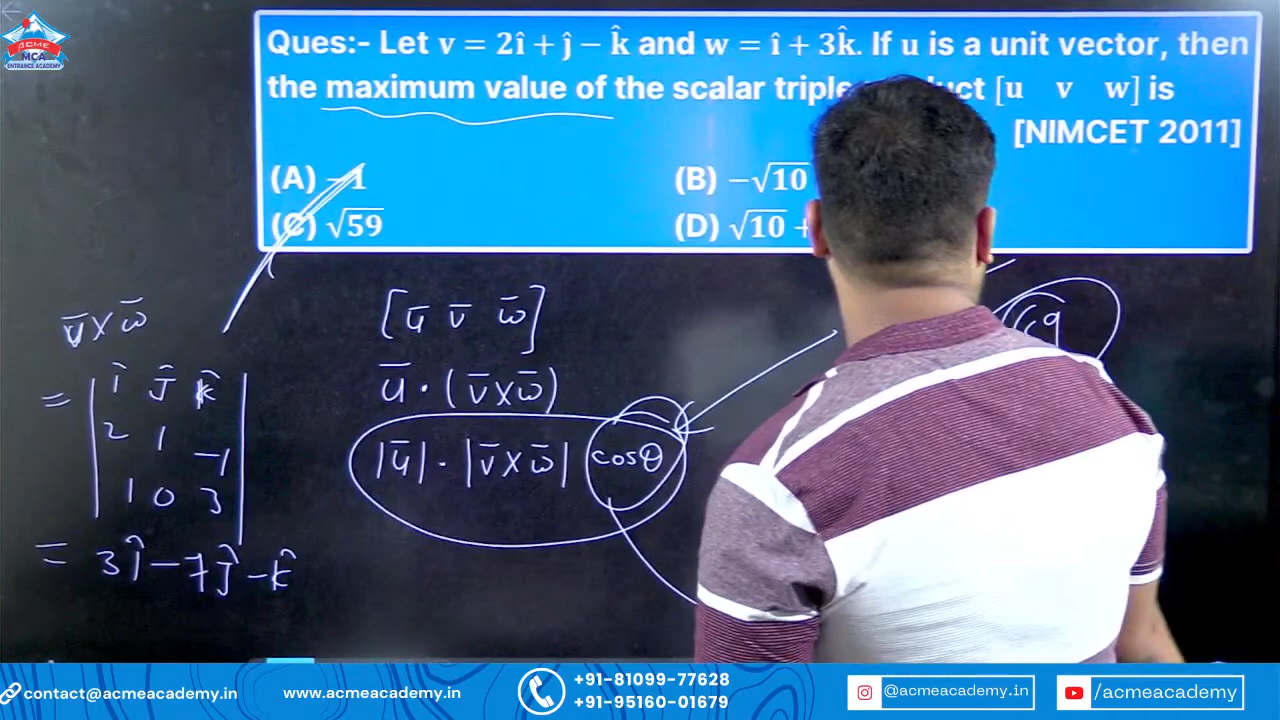 ACME
MCA
ENTRANCE ACADEMY
Ques:- Let v = 2î + ĵ − k̂ and w = î + 3k̂. If u is a unit vector, then
the maximum value of the scalar triple [u v w] is
[NIMCET 2011]
(A) −1
(B) −√10
(C) √59
(D) √10 +
v̄ × w̄
= | î ĵ k̂
2 1 −1
1 0 3 |
= 3î − 7ĵ − k̂
[ū v̄ w̄]
ū · (v̄ × w̄)
|ū| · |v̄ × w̄| cosθ
contact@acmeacademy.in
www.acmeacademy.in
+91-81099-77628
+91-95160-01679
@acmeacademy.in
/acmeacademy